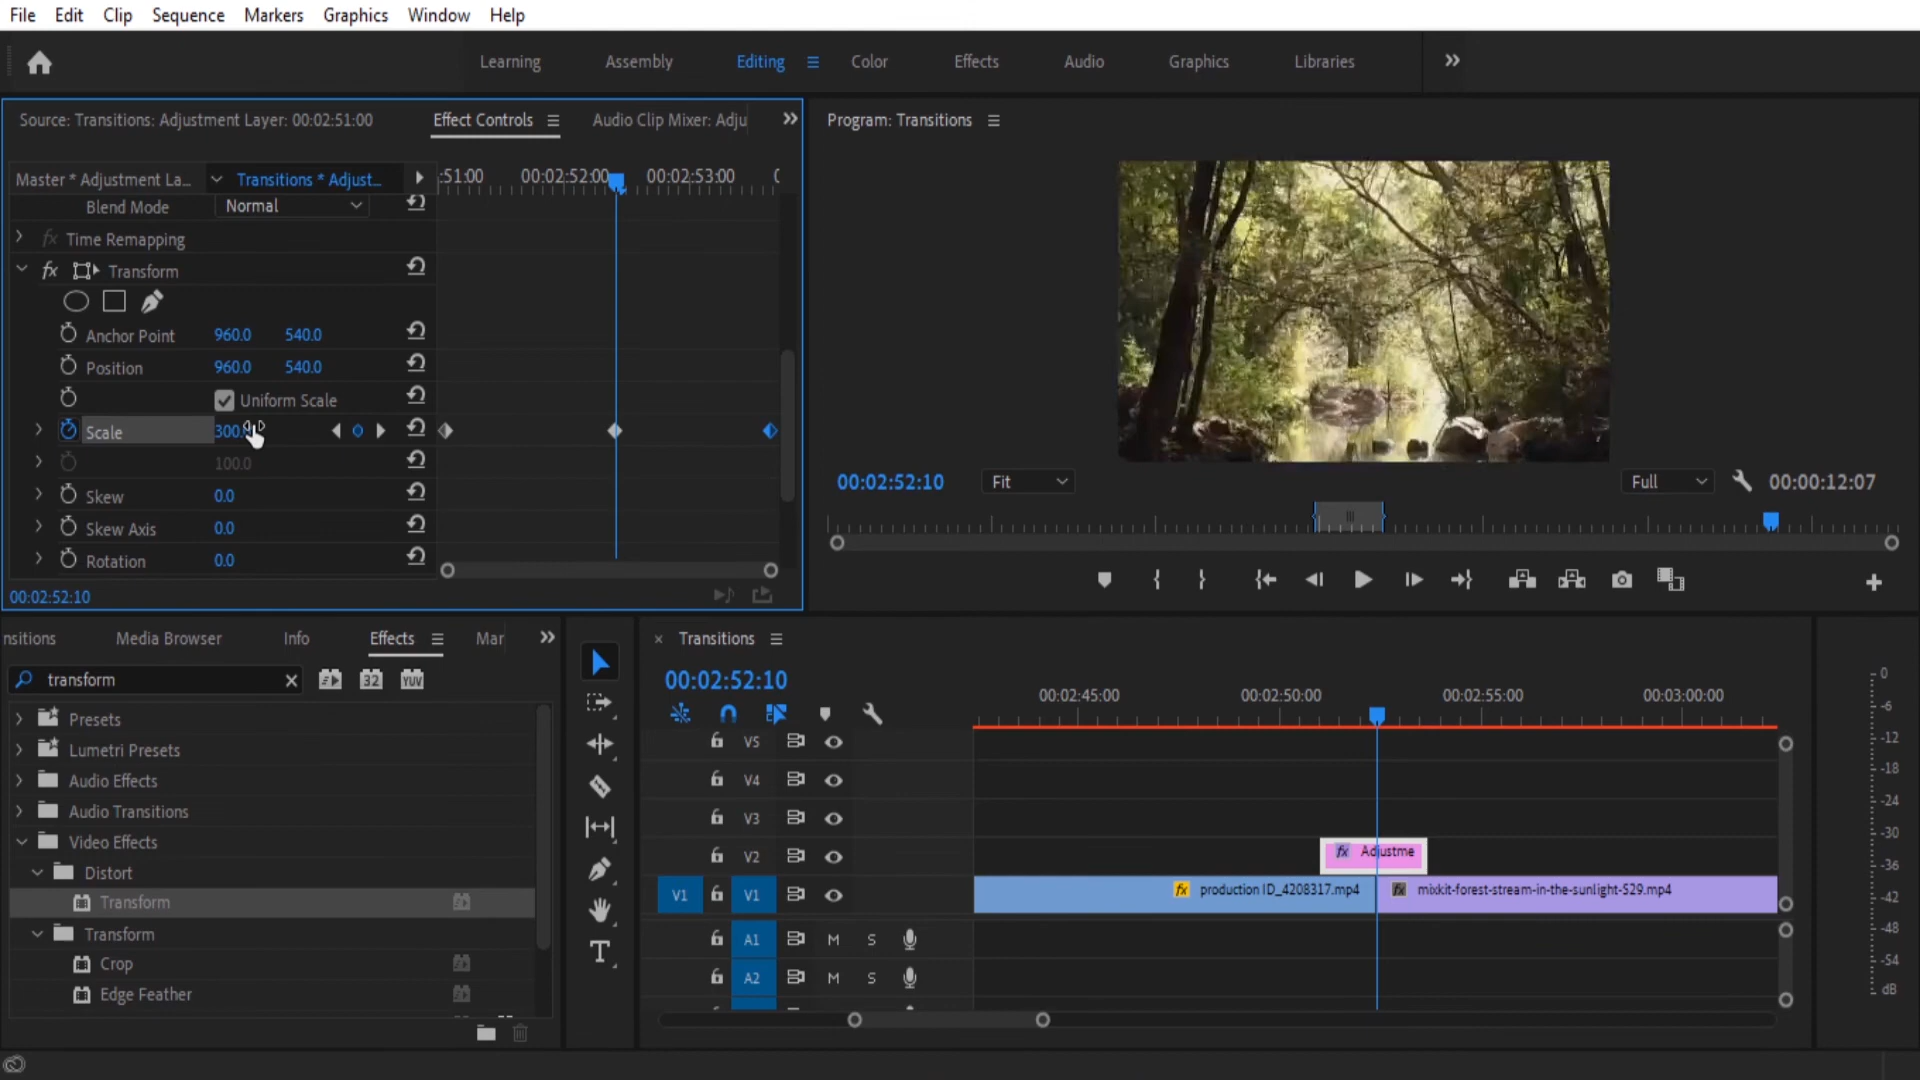 File Edit Clip Sequence Markers Graphics Window Help
Learning Assembly Editing Color Effects Audio Graphics Libraries
Source: Transitions: Adjustment Layer: 00:02:51:00 Effect Controls Audio Clip Mixer: Adju
Program: Transitions
Master * Adjustment La... Transitions * Adjust... :51:00 00:02:52:00 00:02:53:00
Blend Mode Normal
fx Time Remapping
fx Transform
Anchor Point 960.0 540.0
Position 960.0 540.0
Uniform Scale
Scale 300.
100.0
Skew 0.0
Skew Axis 0.0
Rotation 0.0
00:02:52:10
00:02:52:10 Fit Full 00:00:12:07
nsitions Media Browser Info Effects Mar
transform 32 YUV
Presets
Lumetri Presets
Audio Effects
Audio Transitions
Video Effects
Distort
Transform
Transform
Crop
Edge Feather
Transitions
00:02:52:10
00:02:45:00 00:02:50:00 00:02:55:00 00:03:00:00
V5
V4
V3
V2 fx Adjustme
V1 V1 fx production ID_4208317.mp4 fx mixkit-forest-stream-in-the-sunlight-529.mp4
A1 M S
A2 M S
T
0
-6
-12
-18
-24
-30
-36
-42
-48
-54
-60
dB